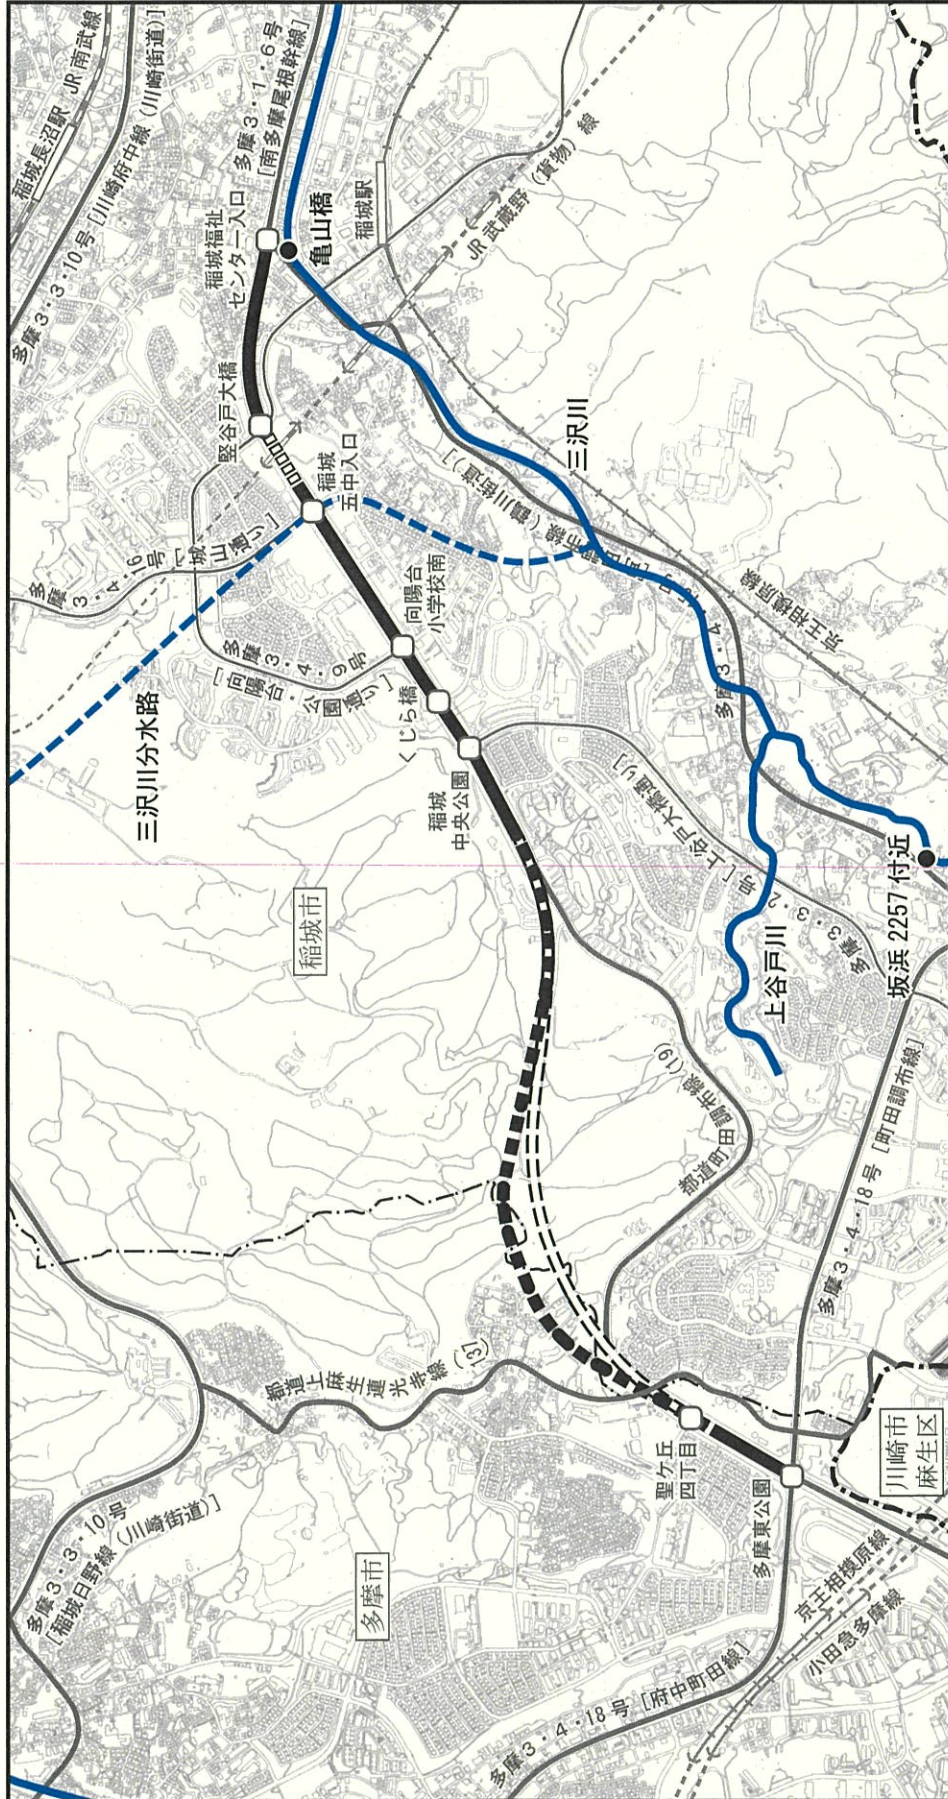 稲城長沼駅 JR南武線
多摩3・3・10号 [川崎府中線 (川崎街道)]
多摩3・1・6号
[南多摩尾根幹線]
稲城福祉
センター入口
亀山橋
稲城駅
JR武蔵野 (貨物) 線
竪谷戸大橋
稲城
五中入口
三沢川
多摩
3・4・16号
[城山通り]
向陽台
小学校南
多摩3・4・9号
[向陽台・公園通り]
くじら橋
三沢川分水路
稲城
中央公園
京王相模原線
稲城市
多摩3・3・2号 [上谷戸大橋通り]
上谷戸川
坂浜 2257 付近
都道町田調布線 (19)
多摩3・4・18号 [町田調布線]
都道上麻生連光寺線 (137)
聖ケ丘
四丁目
多摩東公園
川崎市
麻生区
多摩3・3・10号
[稲城日野線 (川崎街道)]
多摩市
京王相模原線
小田急多摩線
多摩3・4・18号 [府中町田線]